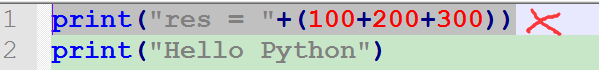 1 print("res = "+(100+200+300))
2 print("Hello Python")